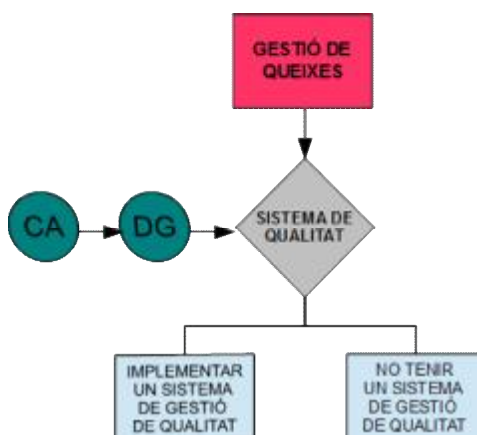 GESTIÓ DE
QUEIXES
CA
DG
SISTEMA DE
QUALITAT
IMPLEMENTAR
UN SISTEMA
DE GESTIÓ
DE QUALITAT
NO TENIR
UN SISTEMA
DE GESTIÓ
DE QUALITAT